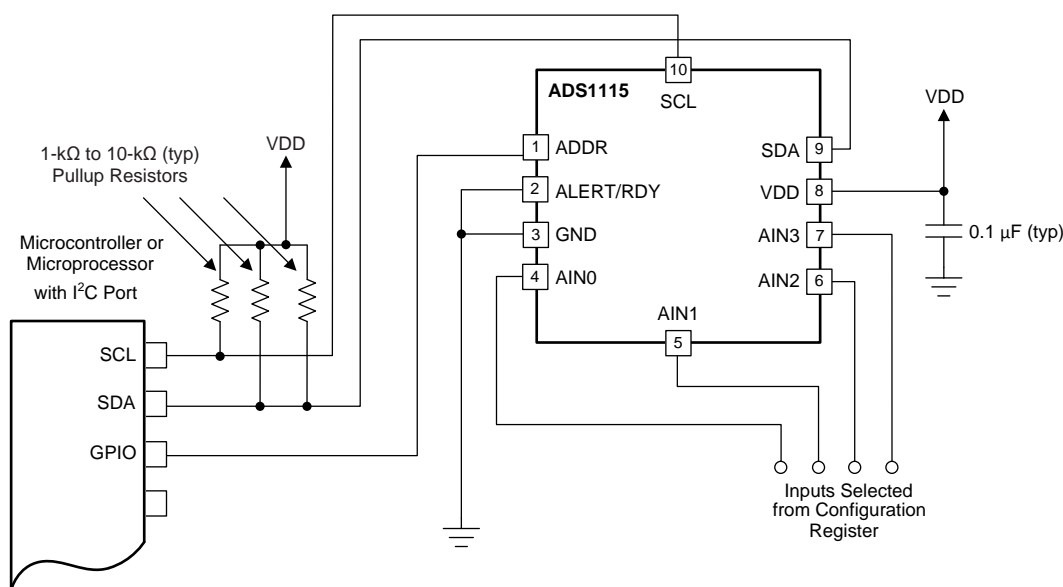 10
ADS1115
SCL
VDD
1-kΩ to 10-kΩ (typ)
Pullup Resistors
VDD
1
ADDR
SDA
9
2
ALERT/RDY
VDD
8
3
GND
AIN3
7
0.1 μF (typ)
4
AIN0
AIN2
6
AIN1
5
Microcontroller or
Microprocessor
with I²C Port
SCL
SDA
GPIO
Inputs Selected
from Configuration
Register